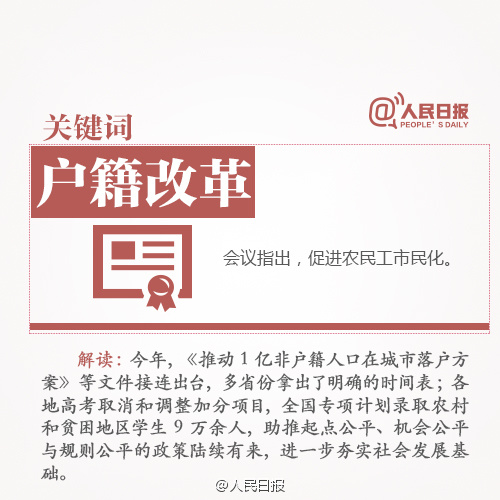 @人民日报
PEOPLE'S DAILY
关键词
户籍改革
会议指出，促进农民工市民化。
解读：今年，《推动1亿非户籍人口在城市落户方
案》等文件接连出台，多省份拿出了明确的时间表；各
地高考取消和调整加分项目，全国专项计划录取农村
和贫困地区学生9万余人，助推起点公平、机会公平
与规则公平的政策陆续有来，进一步夯实社会发展基
础。
@人民日报